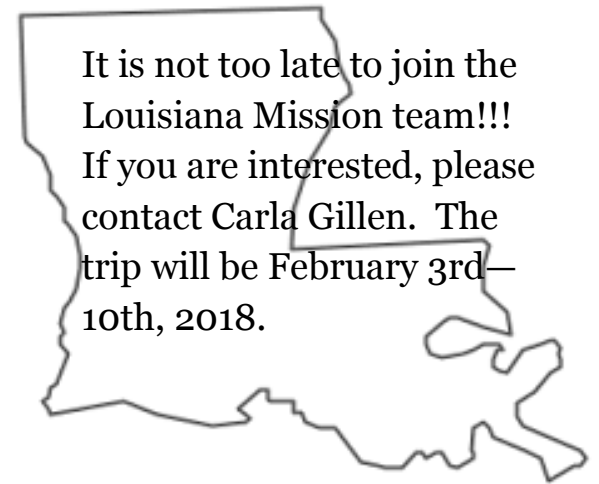 It is not too late to join the
Louisiana Mission team!!!
If you are interested, please
contact Carla Gillen.  The
trip will be February 3rd—
10th, 2018.